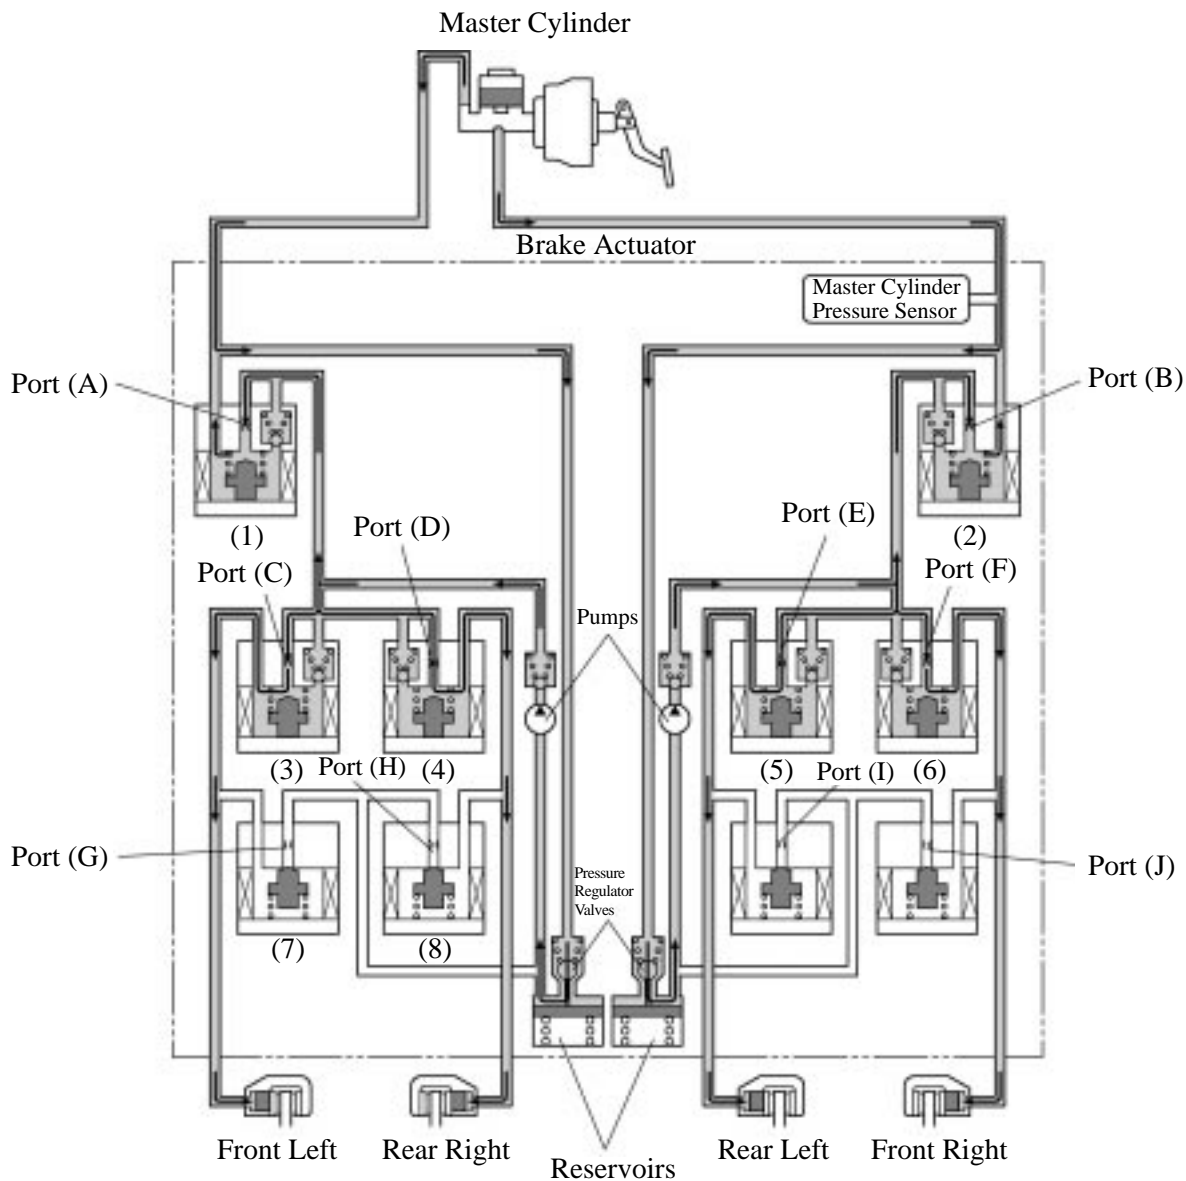 Master Cylinder
Brake Actuator
Master Cylinder
Pressure Sensor
Port (A)
Port (B)
(1)
(2)
Port (D)
Port (E)
Port (C)
Port (F)
Pumps
(3)
Port (H)
(4)
(5)
Port (I)
(6)
Port (G)
Port (J)
Pressure
Regulator
Valves
(7)
(8)
Front Left
Rear Right
Reservoirs
Rear Left
Front Right